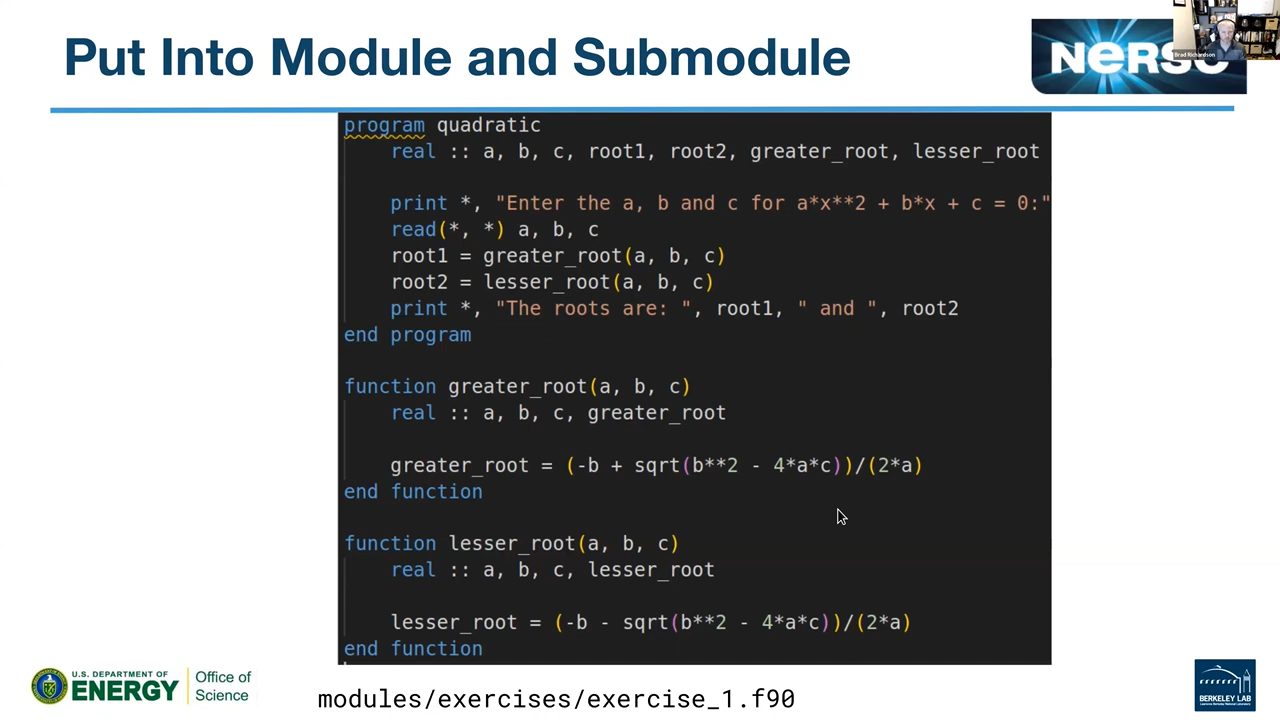 Put Into Module and Submodule
Brad Richardson
program quadratic
real :: a, b, c, root1, root2, greater_root, lesser_root
print *, "Enter the a, b and c for a*x**2 + b*x + c = 0:"
read(*, *) a, b, c
root1 = greater_root(a, b, c)
root2 = lesser_root(a, b, c)
print *, "The roots are: ", root1, " and ", root2
end program
function greater_root(a, b, c)
real :: a, b, c, greater_root
greater_root = (-b + sqrt(b**2 - 4*a*c))/(2*a)
end function
function lesser_root(a, b, c)
real :: a, b, c, lesser_root
lesser_root = (-b - sqrt(b**2 - 4*a*c))/(2*a)
end function
U.S. DEPARTMENT OF
ENERGY
Office of
Science
modules/exercises/exercise_1.f90
BERKELEY LAB